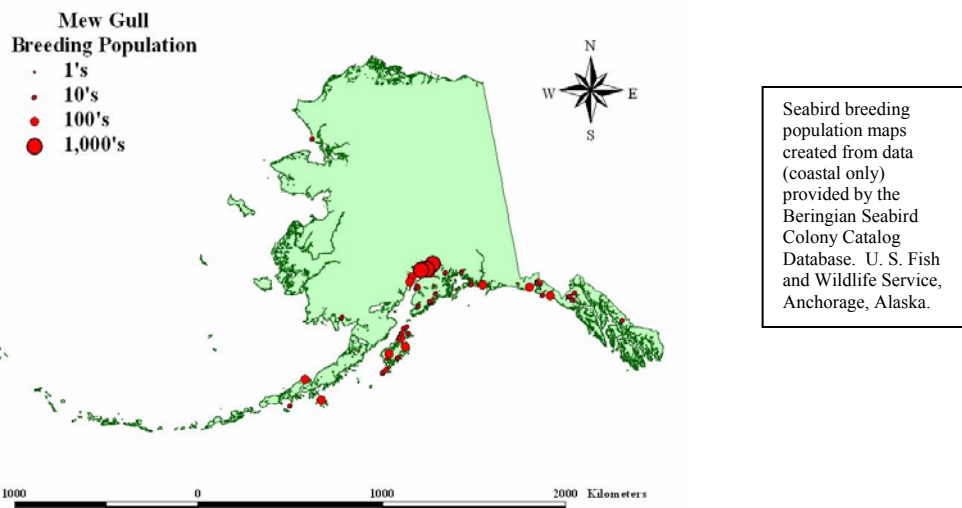 Mew Gull
Breeding Population
1's
10's
100's
1,000's
N
W
E
S
Seabird breeding
population maps
created from data
(coastal only)
provided by the
Beringian Seabird
Colony Catalog
Database.  U. S. Fish
and Wildlife Service,
Anchorage, Alaska.
1000 0 1000 2000 Kilometers